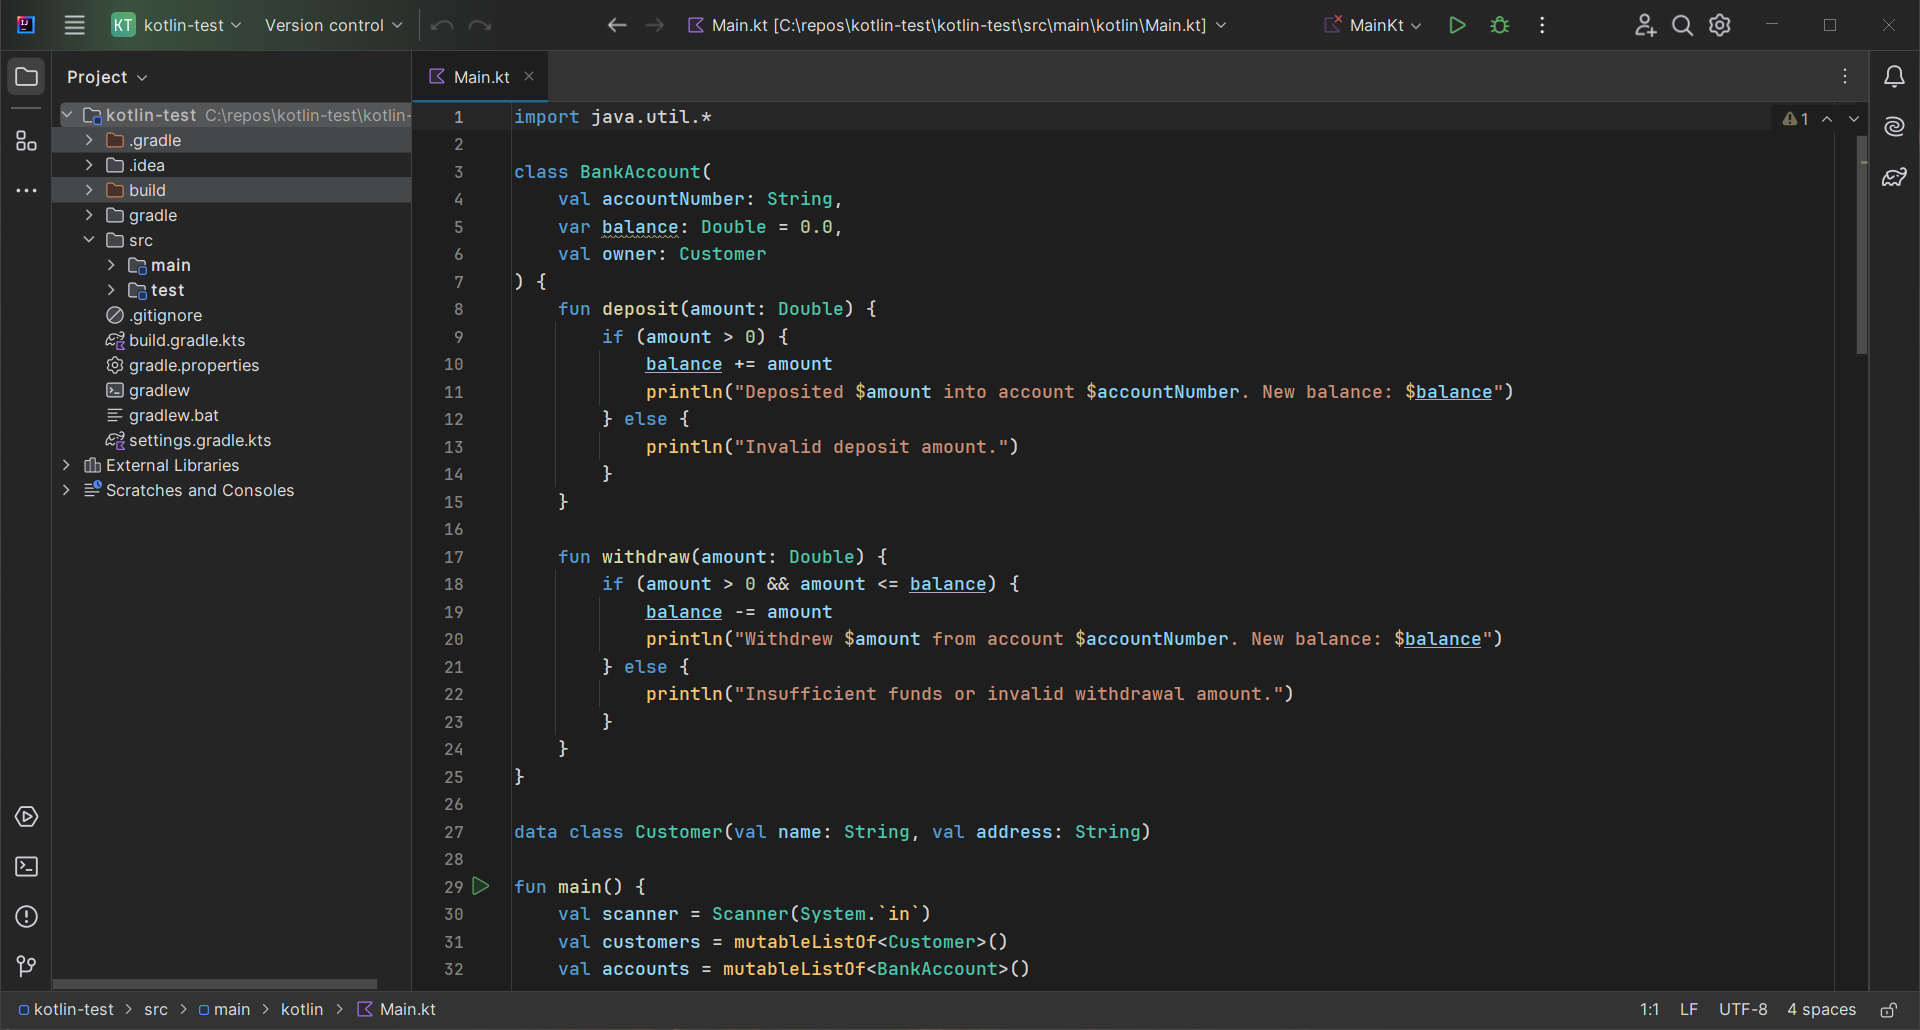 KT kotlin-test Version control Main.kt [C:\repos\kotlin-test\kotlin-test\src\main\kotlin\Main.kt] MainKt
Project
Main.kt
kotlin-test C:\repos\kotlin-test\kotlin-
.gradle
.idea
build
gradle
src
main
test
.gitignore
build.gradle.kts
gradle.properties
gradlew
gradlew.bat
settings.gradle.kts
External Libraries
Scratches and Consoles
1 import java.util.*
2
3 class BankAccount(
4     val accountNumber: String,
5     var balance: Double = 0.0,
6     val owner: Customer
7 ) {
8     fun deposit(amount: Double) {
9         if (amount > 0) {
10             balance += amount
11             println("Deposited $amount into account $accountNumber. New balance: $balance")
12         } else {
13             println("Invalid deposit amount.")
14         }
15     }
16
17     fun withdraw(amount: Double) {
18         if (amount > 0 && amount <= balance) {
19             balance -= amount
20             println("Withdrew $amount from account $accountNumber. New balance: $balance")
21         } else {
22             println("Insufficient funds or invalid withdrawal amount.")
23         }
24     }
25 }
26
27 data class Customer(val name: String, val address: String)
28
29 fun main() {
30     val scanner = Scanner(System.`in`)
31     val customers = mutableListOf<Customer>()
32     val accounts = mutableListOf<BankAccount>()
1
kotlin-test > src > main > kotlin > Main.kt
1:1 LF UTF-8 4 spaces